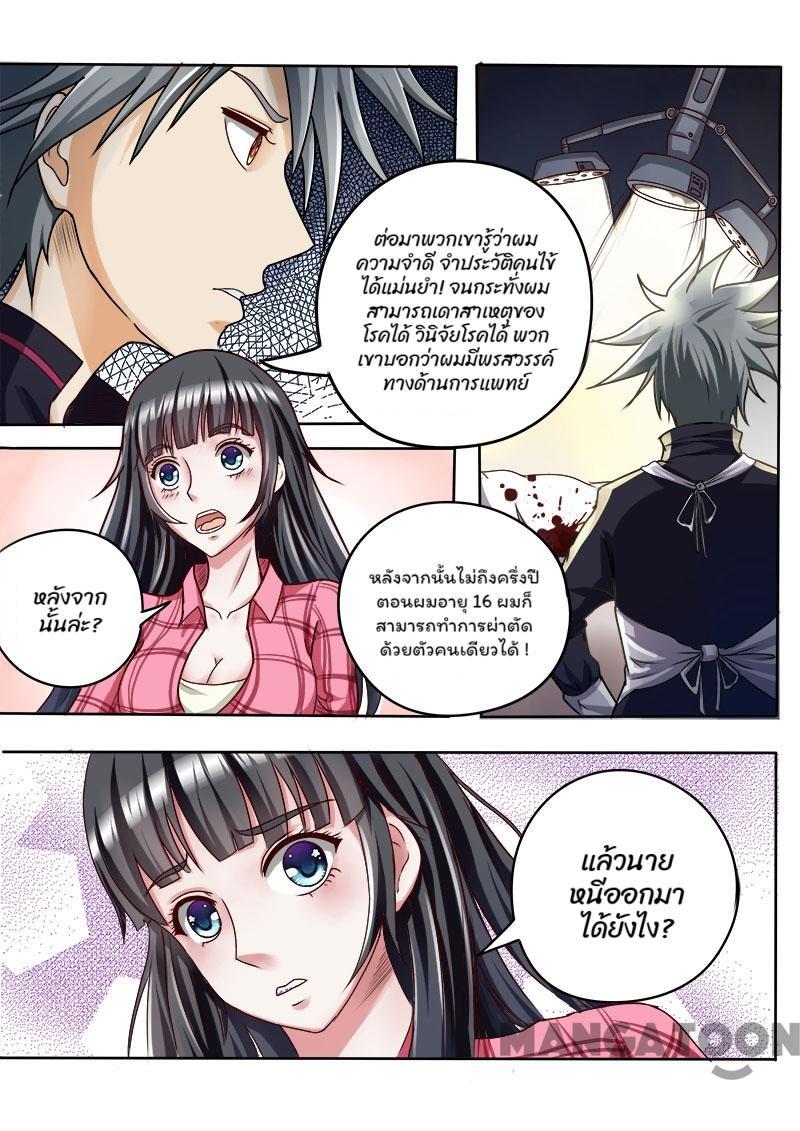 ต่อมาพวกเขารู้ว่าผม
ความจำดี จำประวัติคนไข้
ได้แม่นยำ! จนกระทั่งผม
สามารถเดาสาเหตุของ
โรคได้ วินิจฉัยโรคได้ พวก
เขาบอกว่าผมมีพรสวรรค์
ทางด้านการแพทย์
หลังจาก
นั้นล่ะ?
หลังจากนั้นไม่ถึงครึ่งปี
ตอนผมอายุ 16 ผมก็
สามารถทำการผ่าตัด
ด้วยตัวคนเดียวได้ !
แล้วนาย
หนีออกมา
ได้ยังไง?
MANGATOON